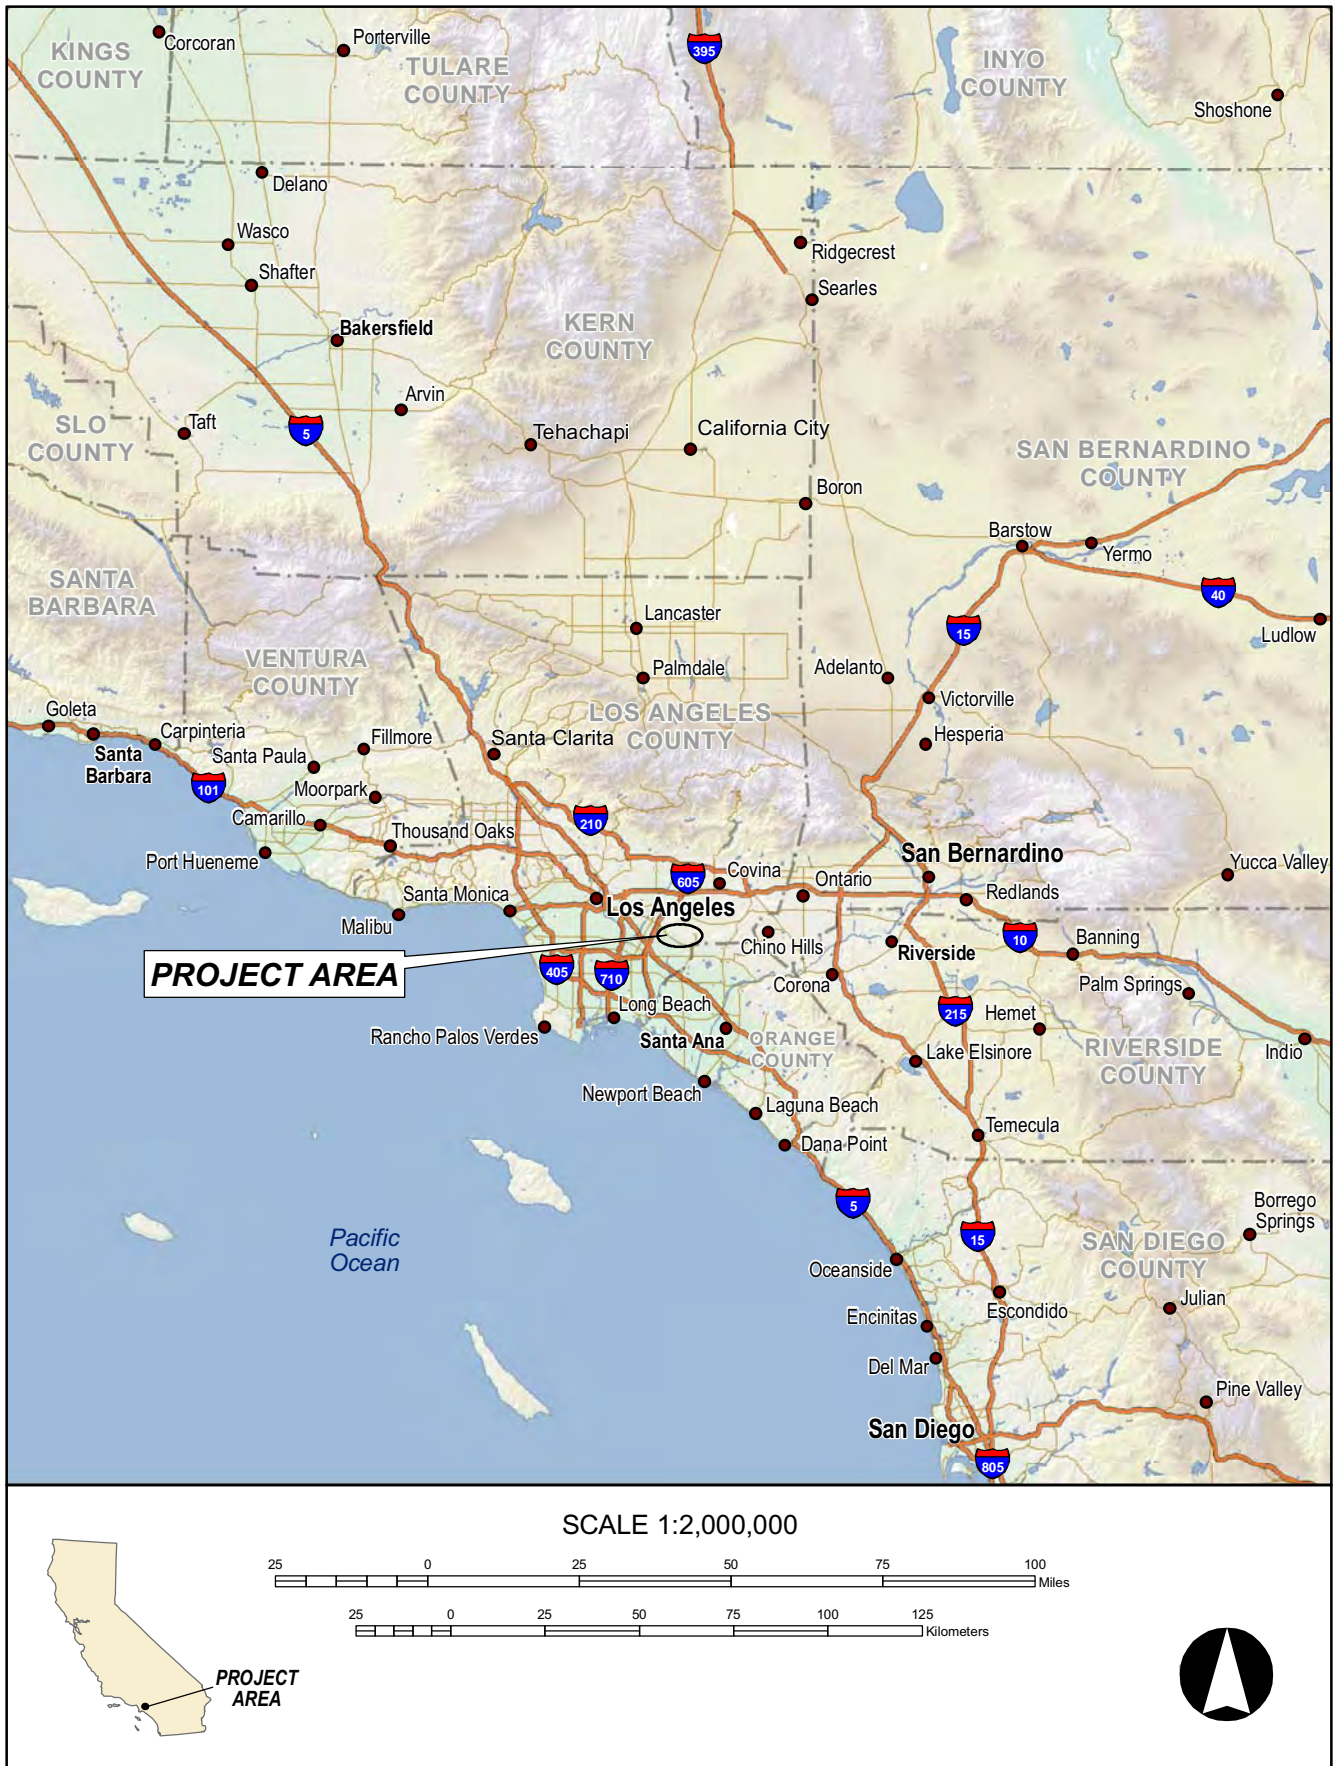 KINGS
COUNTY
Corcoran
Porterville
TULARE
COUNTY
395
INYO
COUNTY
Shoshone
Delano
Wasco
Shafter
Bakersfield
KERN
COUNTY
Ridgecrest
Searles
SLO
COUNTY
Taft
5
Arvin
Tehachapi
California City
Boron
SAN BERNARDINO
COUNTY
Barstow
Yermo
40
Ludlow
15
SANTA
BARBARA
VENTURA
COUNTY
Lancaster
Palmdale
Adelanto
Victorville
Hesperia
LOS ANGELES
COUNTY
Goleta
Santa
Barbara
Carpinteria
Santa Paula
Fillmore
Santa Clarita
101
Moorpark
Camarillo
Thousand Oaks
Port Hueneme
210
605
Covina
Ontario
San Bernardino
Redlands
Yucca Valley
Santa Monica
Malibu
Los Angeles
Chino Hills
Riverside
10
Banning
PROJECT AREA
405
710
Corona
Palm Springs
Long Beach
Rancho Palos Verdes
Santa Ana
ORANGE
COUNTY
215
Hemet
Lake Elsinore
RIVERSIDE
COUNTY
Indio
Newport Beach
Laguna Beach
Dana Point
Temecula
5
15
Pacific
Ocean
Borrego
Springs
SAN DIEGO
COUNTY
Oceanside
Escondido
Julian
Encinitas
Del Mar
Pine Valley
San Diego
805
SCALE 1:2,000,000
25 0 25 50 75 100
Miles
25 0 25 50 75 100 125
Kilometers
PROJECT
AREA